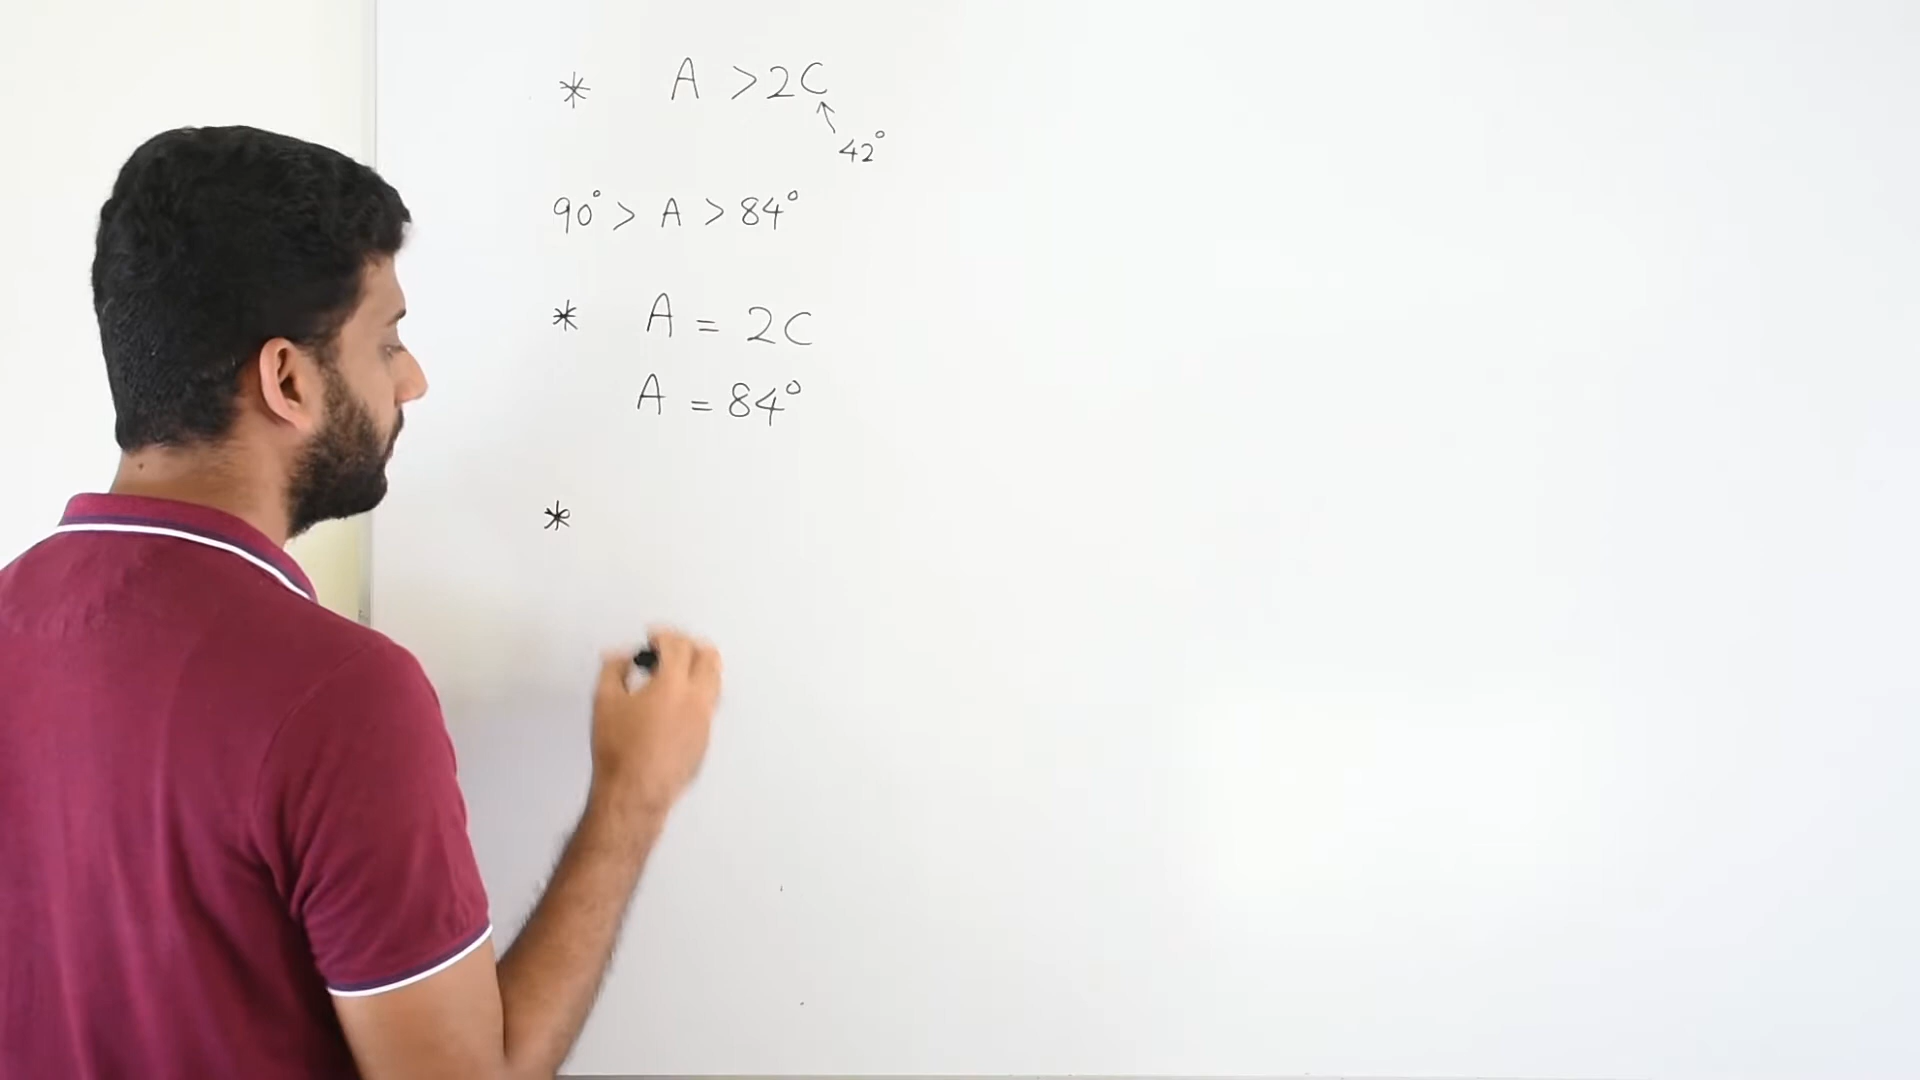 * A > 2C
42°
90° > A > 84°
* A = 2C
A = 84°
*